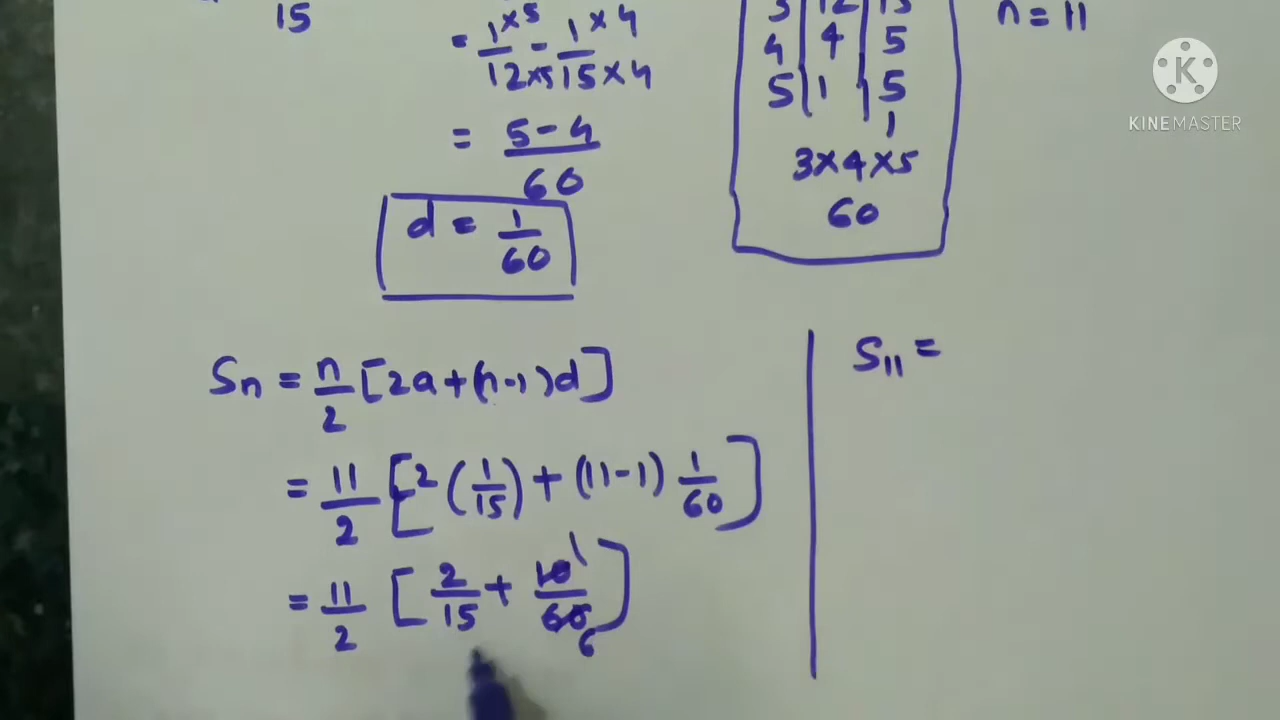 15
= 1×5/12×5 - 1×4/15×4
= 5-4/60
d = 1/60
3 | 12 | 15
4 | 4 | 5
5 | 1 | 5
1
3×4×5
60
n = 11
K
KINEMASTER
Sn = n/2 [2a+(n-1)d]
= 11/2 [2(1/15) + (11-1) 1/60]
= 11/2 [2/15 + 10/60]
1
6
S11 =